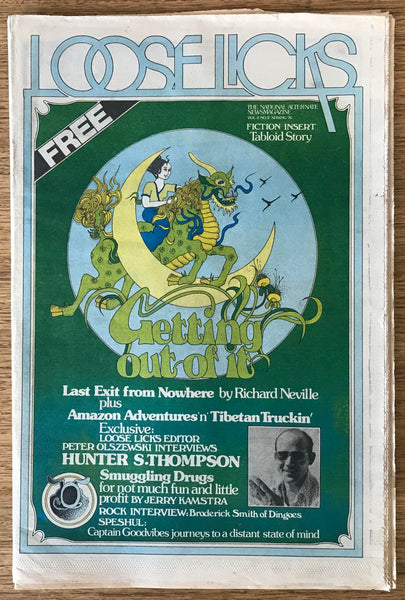 LOOSE LICKS
FREE
THE NATIONAL ALTERNATE
NEWSMAGAZINE
FICTION INSERT
Tabloid Story
Getting
out of it
Last Exit from Nowhere by Richard Neville
plus
Amazon Adventures 'n' Tibetan Truckin'
Exclusive:
LOOSE LICKS EDITOR
PETER OLSZEWSKI INTERVIEWS
HUNTER S. THOMPSON
Smuggling Drugs
for not much fun and little
profit BY JERRY KAMSTRA
ROCK INTERVIEW: Broderick Smith of Dingoes
SPESHUL:
Captain Goodvibes journeys to a distant state of mind